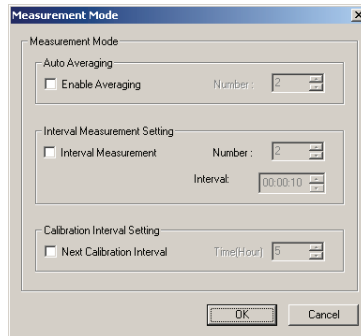 Measurement Mode
Measurement Mode
Auto Averaging
Enable Averaging Number : 2
Interval Measurement Setting
Interval Measurement Number : 2
Interval: 00:00:10
Calibration Interval Setting
Next Calibration Interval Time(Hour) 5
OK Cancel